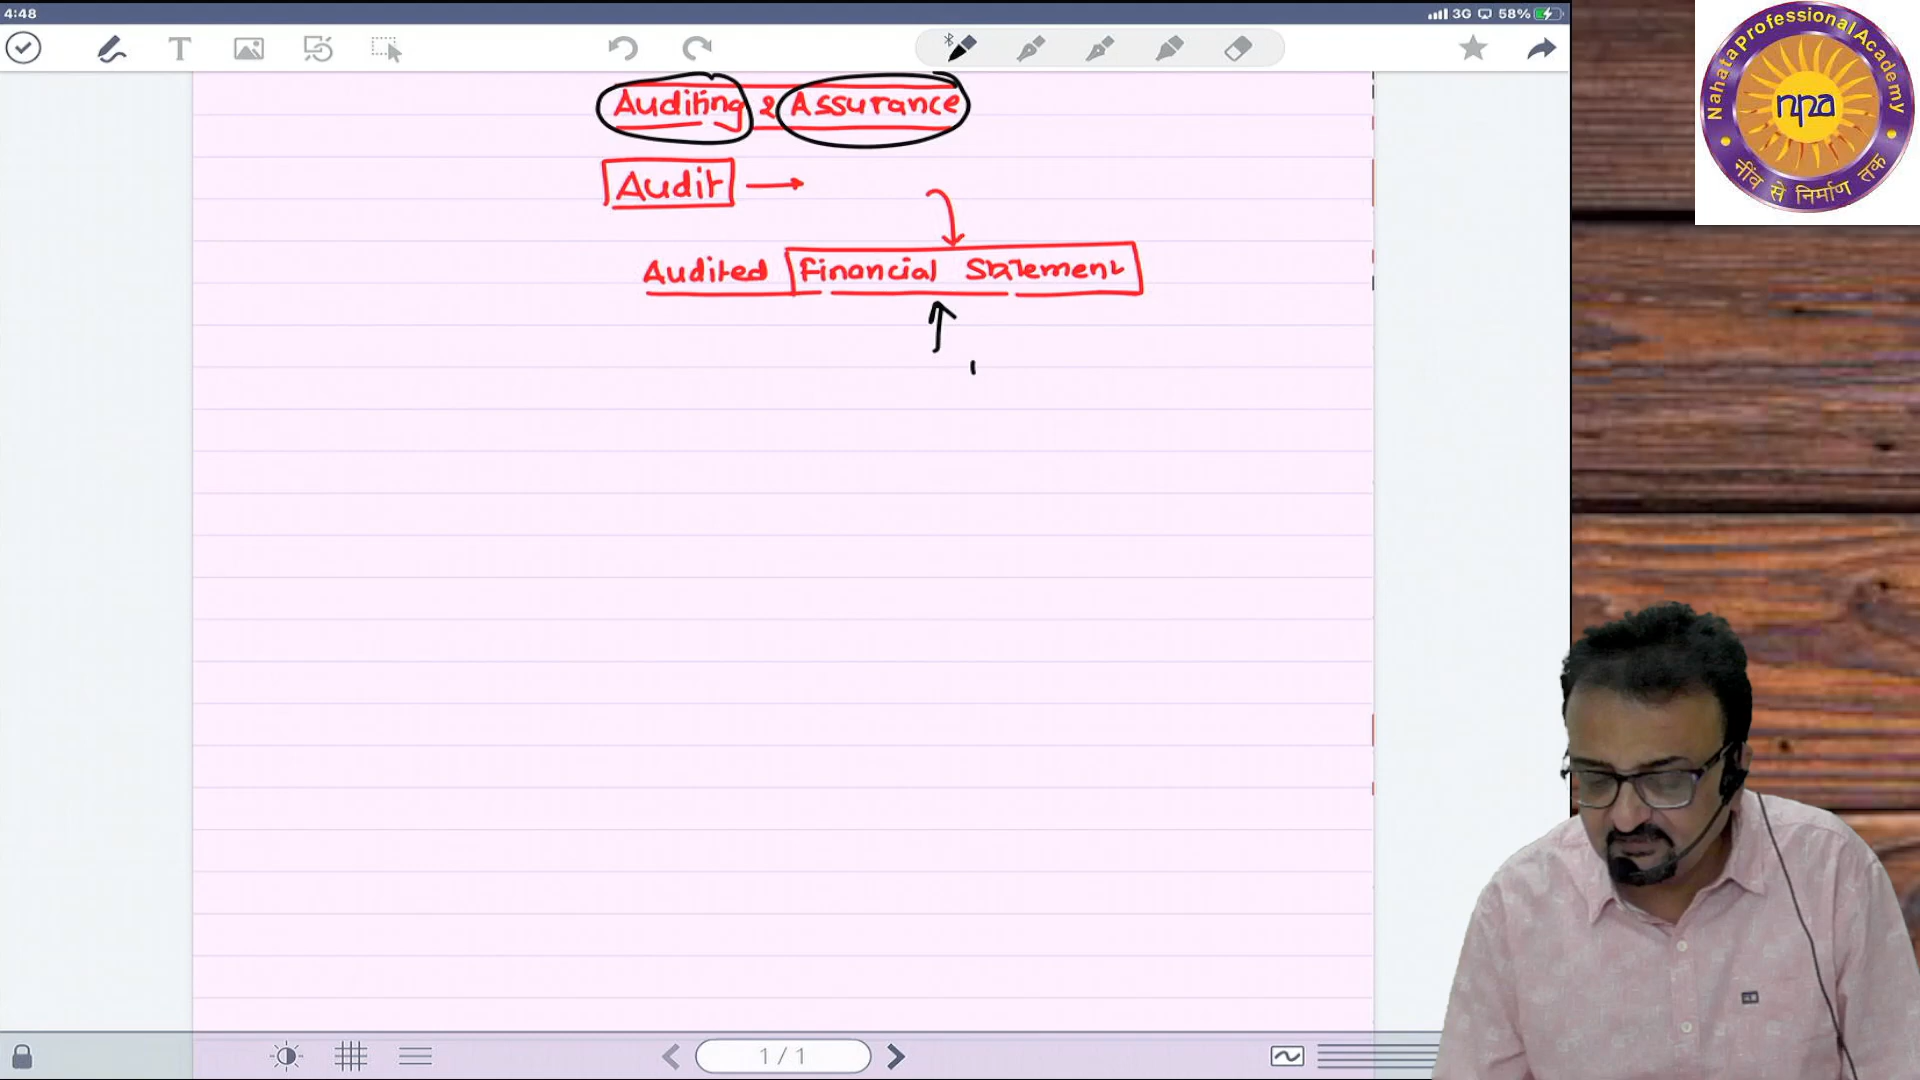 4:48
3G 58%
T
Auditing & Assurance
Audit →
Audited Financial Statement
1 / 1
Nahata Professional Academy
npa
नींव से निर्माण तक